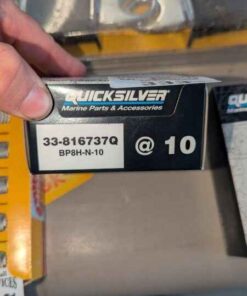 QUICKSILVER
Marine Parts & Accessories
33-816737Q
BP8H-N-10
@ 10